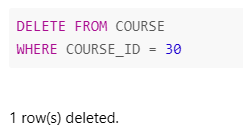 DELETE FROM COURSE
WHERE COURSE_ID = 30
1 row(s) deleted.